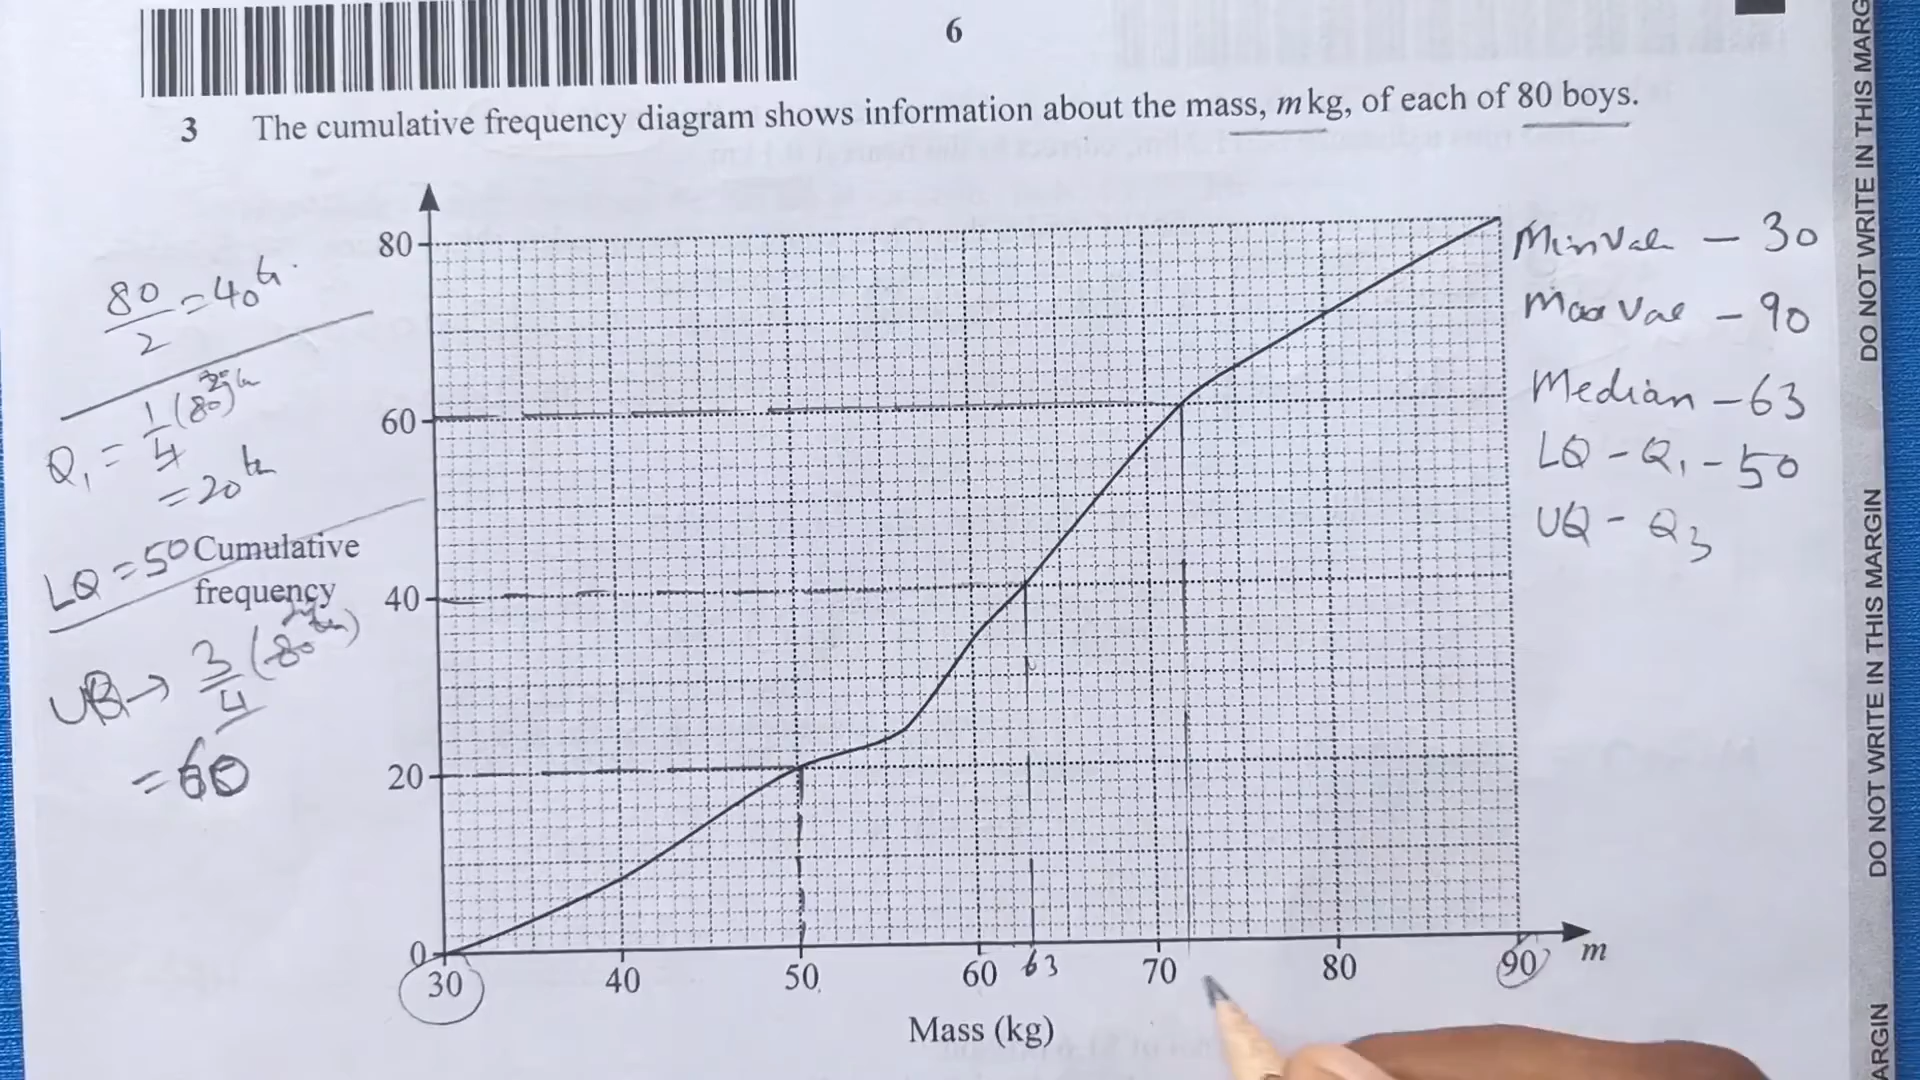 6
3 The cumulative frequency diagram shows information about the mass, m kg, of each of 80 boys.
80
60
40
20
0
30 40 50 60 63 70 80 90 m
Mass (kg)
Cumulative
frequency
80/2 = 40th
Q1 = 1/4 (80)th
= 20th
LQ = 50
UQ → 3/4 (80th)
= 60
Min Val – 30
Max Val – 90
Median – 63
LQ – Q1 – 50
UQ – Q3
DO NOT WRITE IN THIS MARG
DO NOT WRITE IN THIS MARGIN
ARGIN